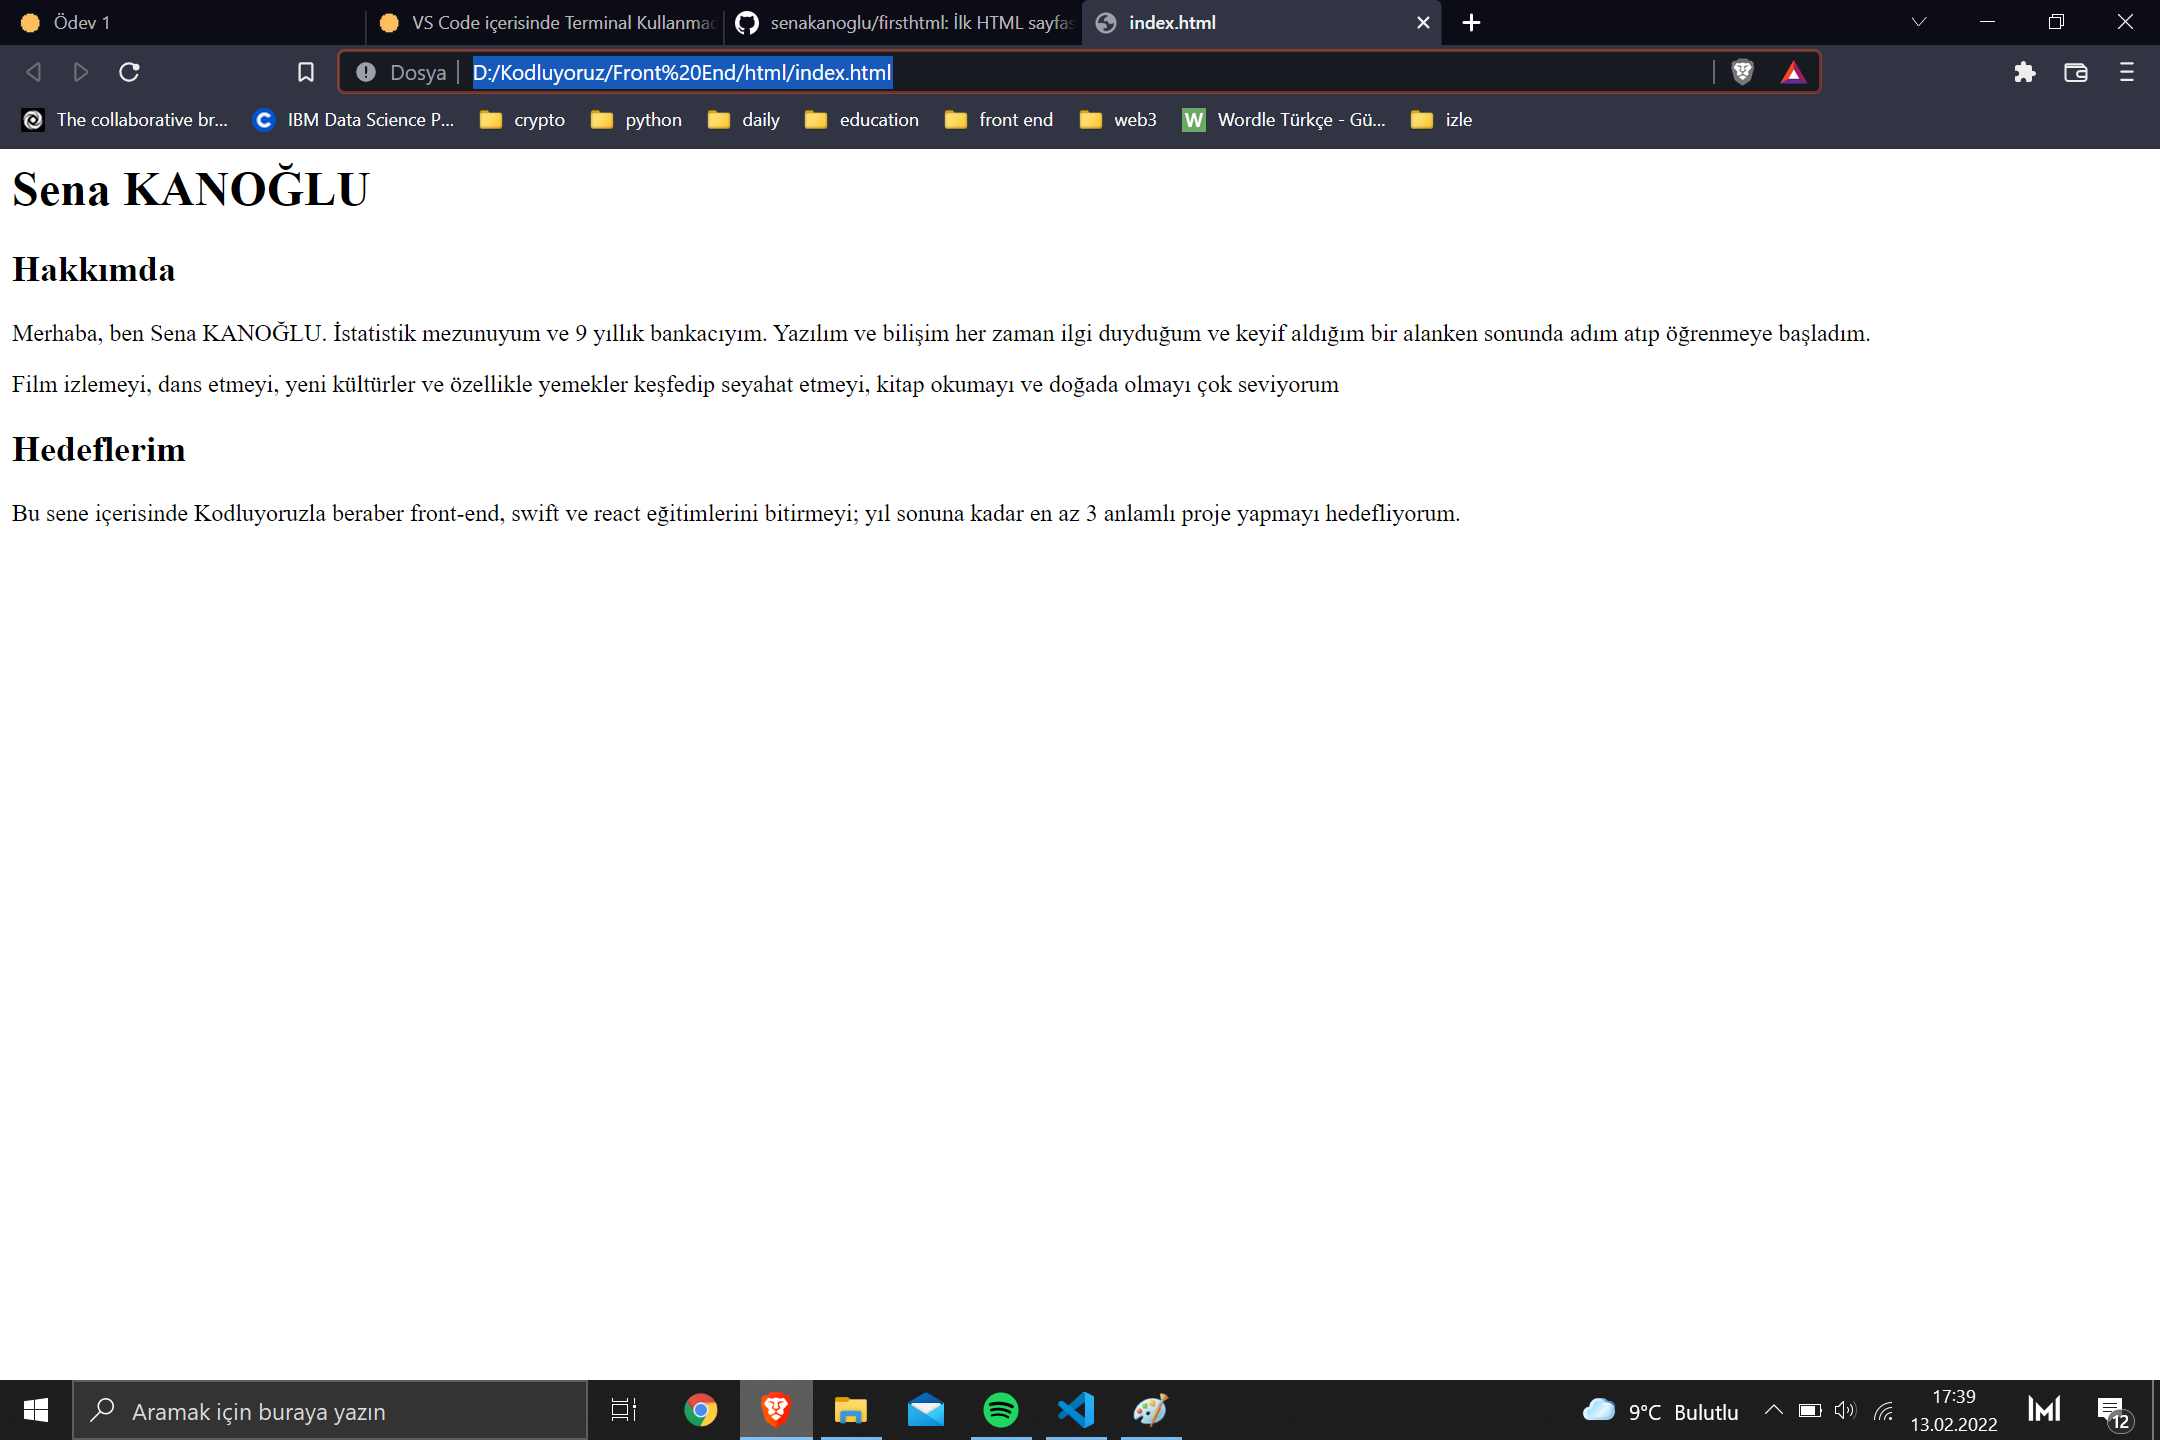 Ödev 1
VS Code içerisinde Terminal Kullanmac
senakanoglu/firsthtml: İlk HTML sayfas
index.html
Dosya
D:/Kodluyoruz/Front%20End/html/index.html
The collaborative br...
IBM Data Science P...
crypto
python
daily
education
front end
web3
W
Wordle Türkçe - Gü...
izle
Sena KANOĞLU
Hakkımda
Merhaba, ben Sena KANOĞLU. İstatistik mezunuyum ve 9 yıllık bankacıyım. Yazılım ve bilişim her zaman ilgi duyduğum ve keyif aldığım bir alanken sonunda adım atıp öğrenmeye başladım.
Film izlemeyi, dans etmeyi, yeni kültürler ve özellikle yemekler keşfedip seyahat etmeyi, kitap okumayı ve doğada olmayı çok seviyorum
Hedeflerim
Bu sene içerisinde Kodluyoruzla beraber front-end, swift ve react eğitimlerini bitirmeyi; yıl sonuna kadar en az 3 anlamlı proje yapmayı hedefliyorum.
Aramak için buraya yazın
9°C Bulutlu
17:39
13.02.2022
12